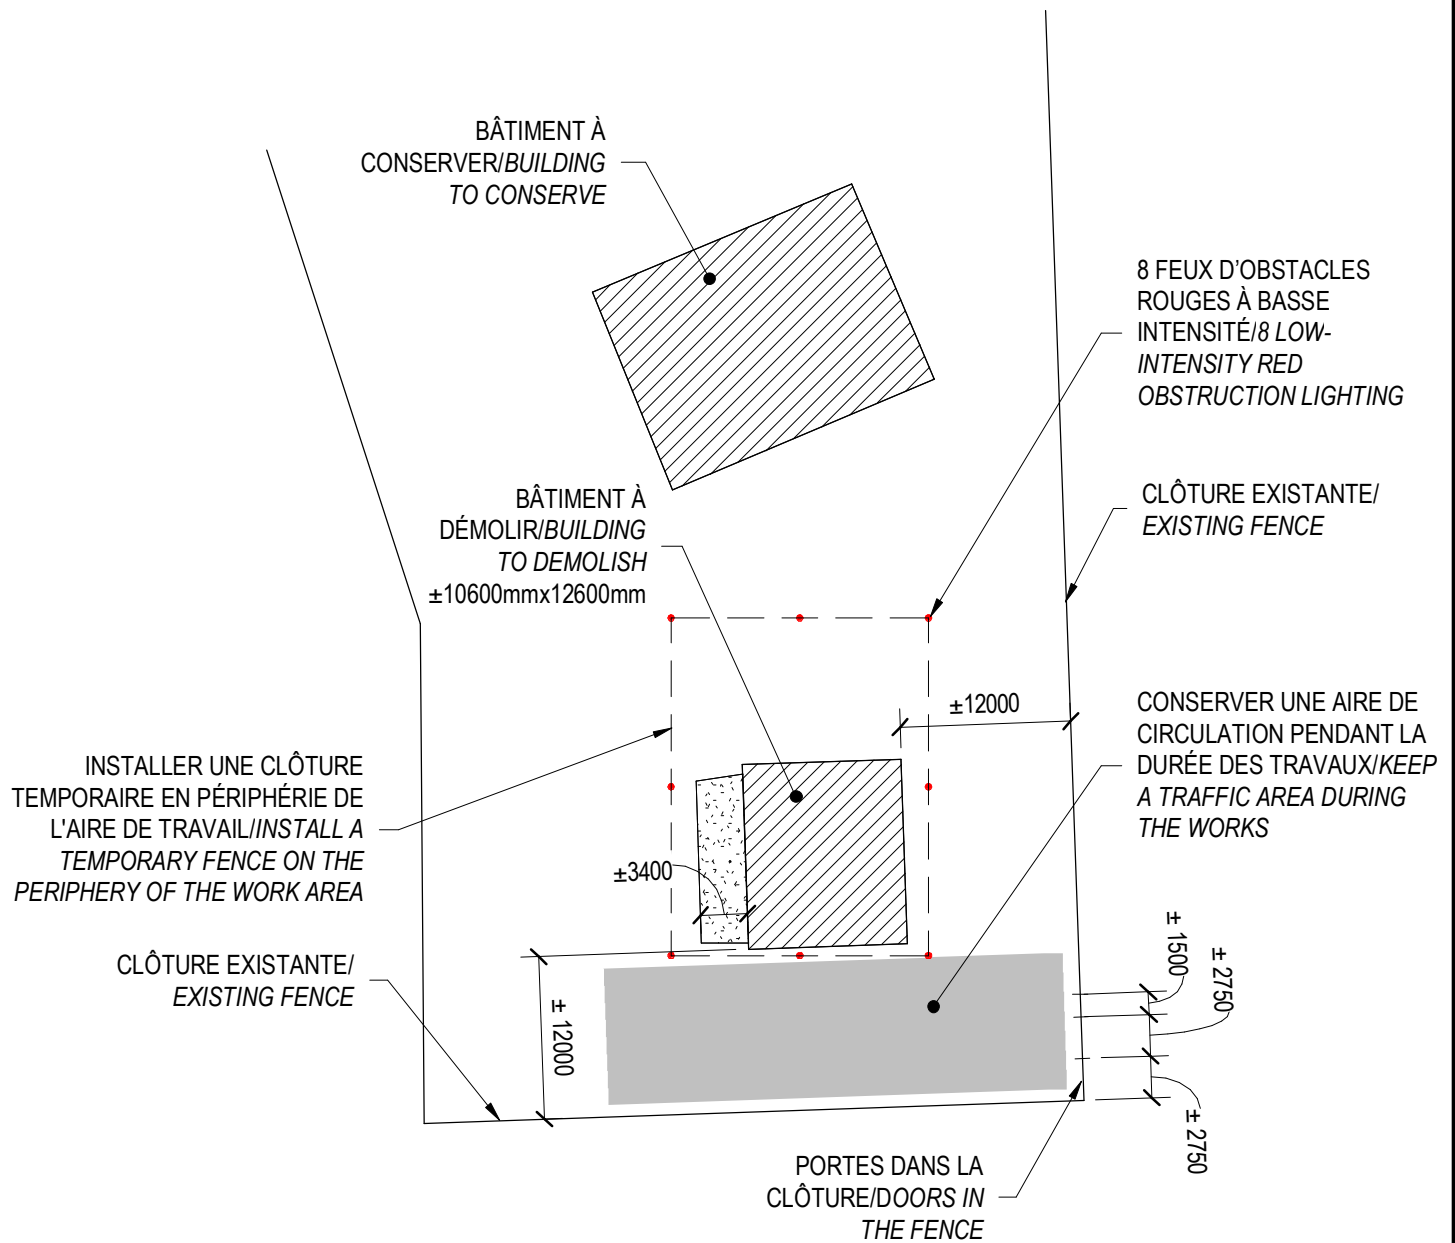 BÂTIMENT À
CONSERVER/BUILDING
TO CONSERVE
8 FEUX D'OBSTACLES
ROUGES À BASSE
INTENSITÉ/8 LOW-
INTENSITY RED
OBSTRUCTION LIGHTING
BÂTIMENT À
DÉMOLIR/BUILDING
TO DEMOLISH
±10600mmx12600mm
CLÔTURE EXISTANTE/
EXISTING FENCE
±12000
CONSERVER UNE AIRE DE
CIRCULATION PENDANT LA
DURÉE DES TRAVAUX/KEEP
A TRAFFIC AREA DURING
THE WORKS
INSTALLER UNE CLÔTURE
TEMPORAIRE EN PÉRIPHÉRIE DE
L'AIRE DE TRAVAIL/INSTALL A
TEMPORARY FENCE ON THE
PERIPHERY OF THE WORK AREA
±3400
CLÔTURE EXISTANTE/
EXISTING FENCE
± 12000
± 1500
± 2750
± 2750
PORTES DANS LA
CLÔTURE/DOORS IN
THE FENCE